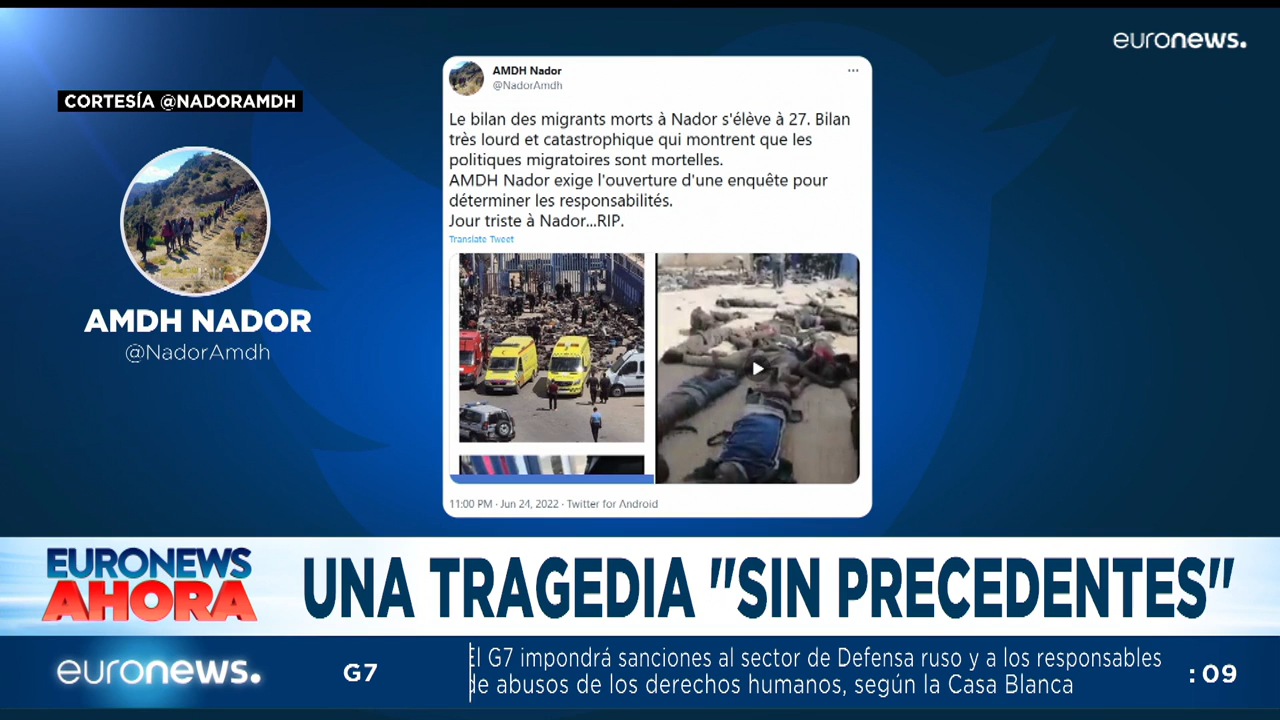 euronews.
CORTESÍA @NADORAMDH
AMDH NADOR
@NadorAmdh
AMDH Nador
@NadorAmdh
Le bilan des migrants morts à Nador s'élève à 27. Bilan
très lourd et catastrophique qui montrent que les
politiques migratoires sont mortelles.
AMDH Nador exige l'ouverture d'une enquête pour
déterminer les responsabilités.
Jour triste à Nador...RIP.
Translate Tweet
11:00 PM · Jun 24, 2022 · Twitter for Android
EURONEWS
AHORA
UNA TRAGEDIA "SIN PRECEDENTES"
euronews.
G7
El G7 impondrá sanciones al sector de Defensa ruso y a los responsables
de abusos de los derechos humanos, según la Casa Blanca
:09